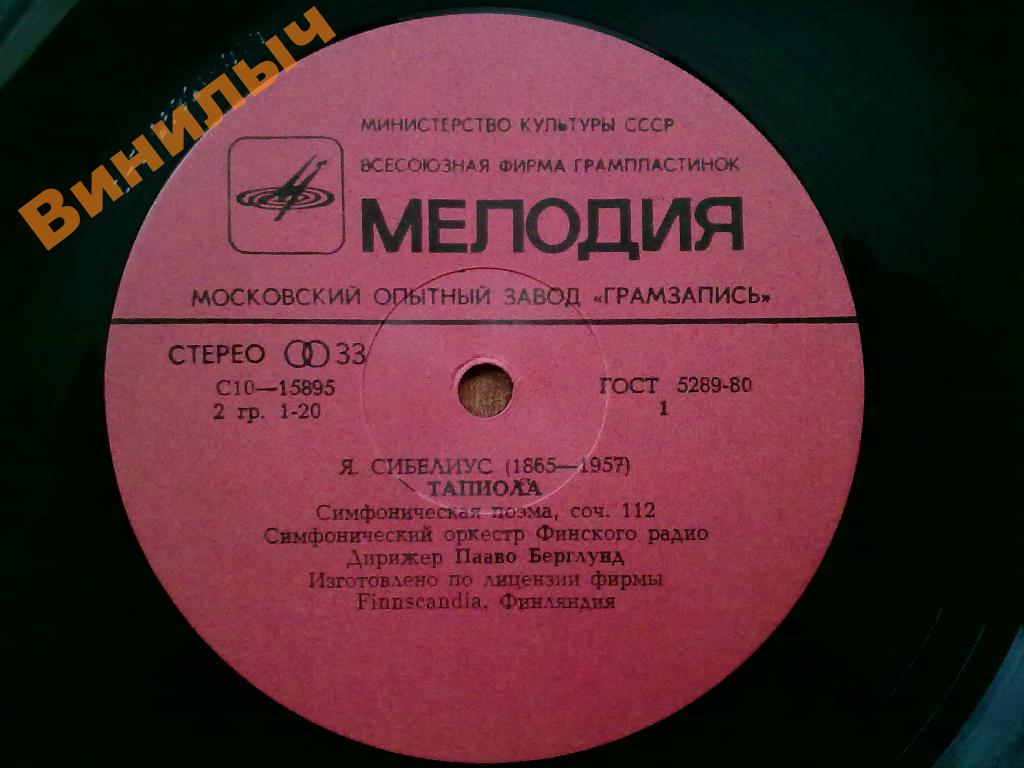 Винилыч
МИНИСТЕРСТВО КУЛЬТУРЫ СССР
ВСЕСОЮЗНАЯ ФИРМА ГРАМПЛАСТИНОК
МЕЛОДИЯ
МОСКОВСКИЙ ОПЫТНЫЙ ЗАВОД «ГРАМЗАПИСЬ»
СТЕРЕО 33
С10—15895
ГОСТ 5289-80
2 гр. 1-20
1
Я. СИБЕЛИУС (1865—1957)
ТАПИОЛА
Симфоническая поэма, соч. 112
Симфонический оркестр Финского радио
Дирижер Пааво Берглунд
Изготовлено по лицензии фирмы
Finnscandia, Финляндия